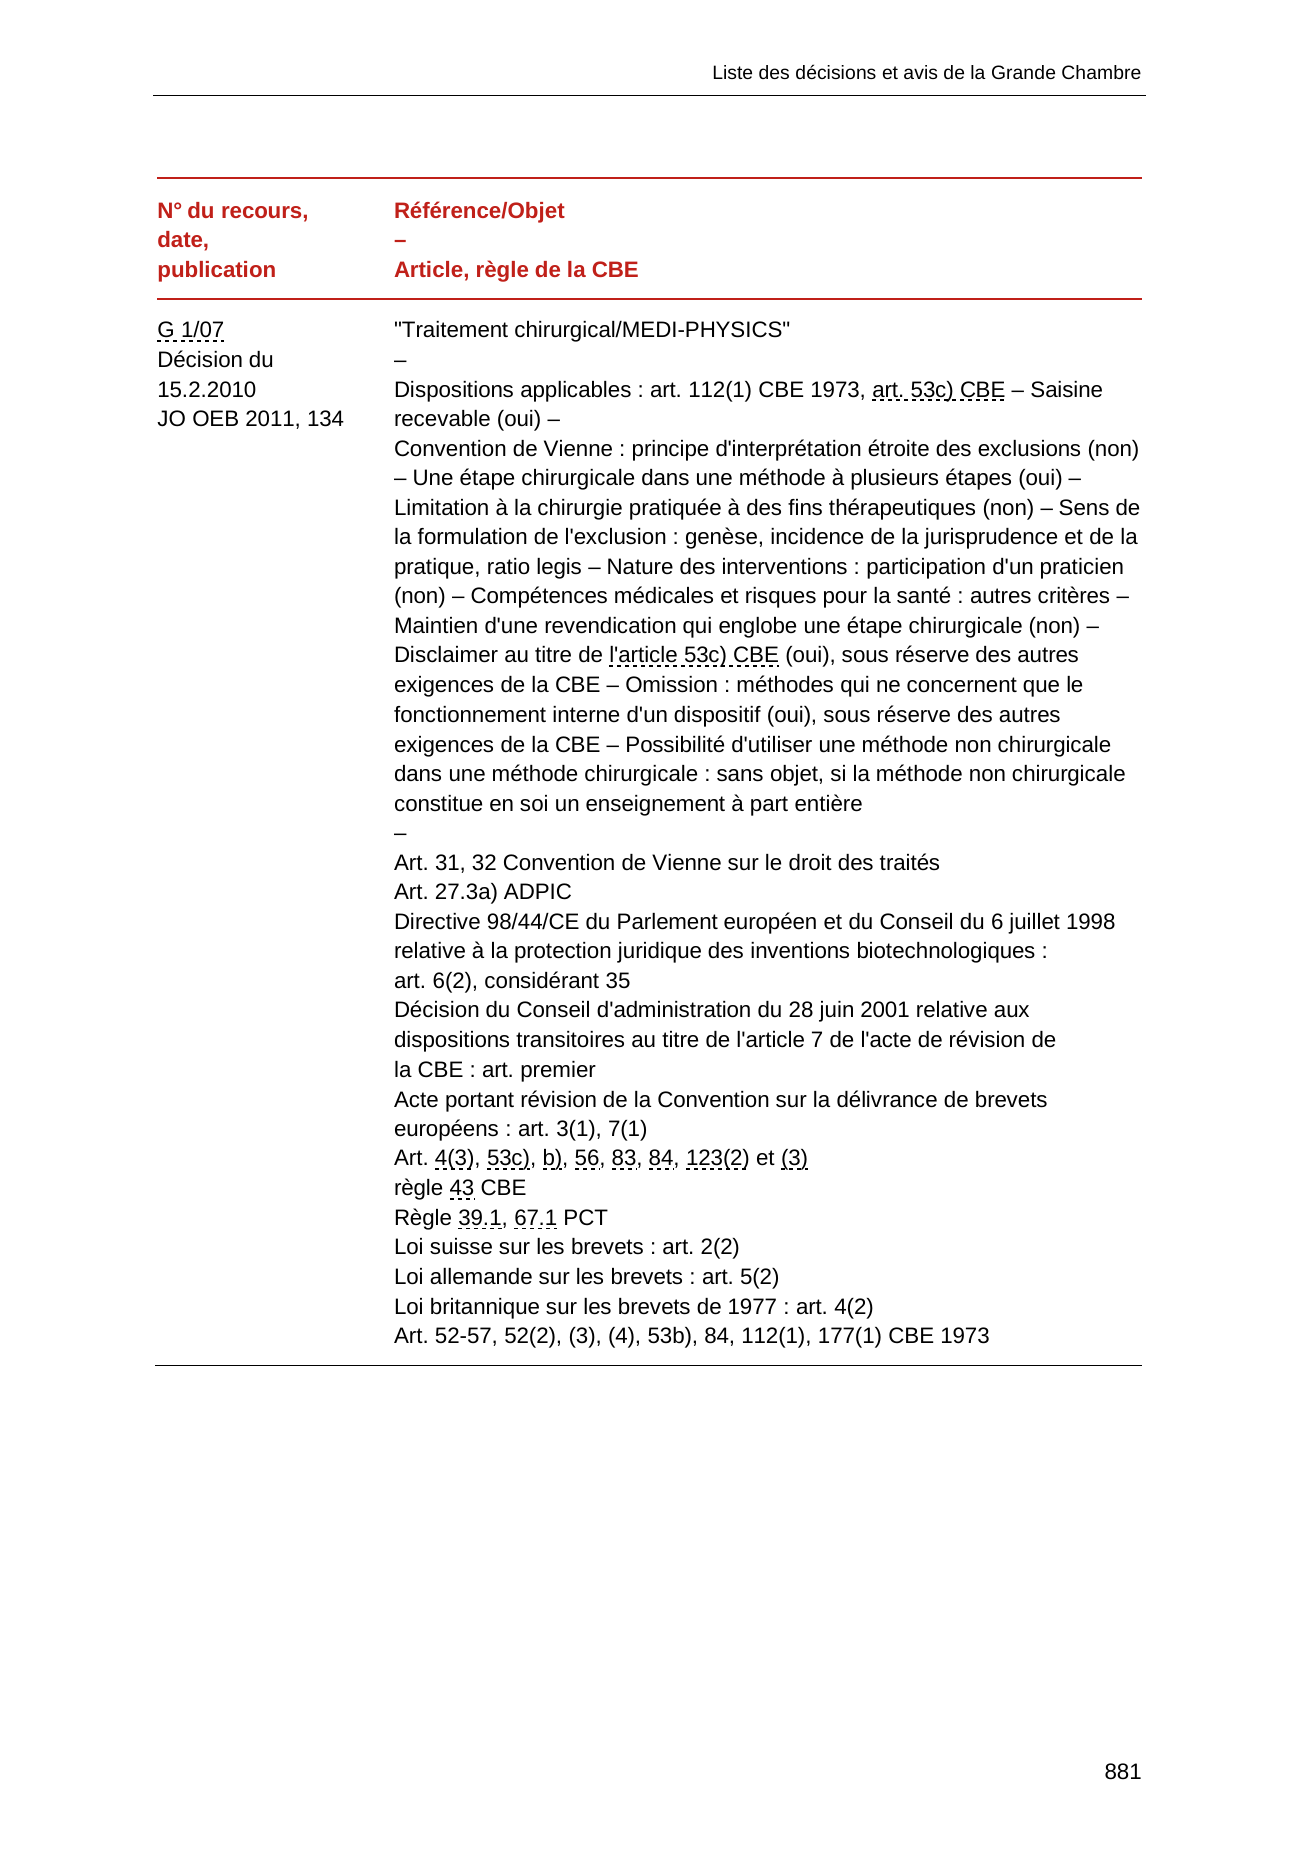 Liste des décisions et avis de la Grande Chambre
N° du recours,
date,
publication
Référence/Objet
–
Article, règle de la CBE
G 1/07
Décision du
15.2.2010
JO OEB 2011, 134
"Traitement chirurgical/MEDI-PHYSICS"
–
Dispositions applicables : art. 112(1) CBE 1973, art. 53c) CBE – Saisine
recevable (oui) –
Convention de Vienne : principe d'interprétation étroite des exclusions (non)
– Une étape chirurgicale dans une méthode à plusieurs étapes (oui) –
Limitation à la chirurgie pratiquée à des fins thérapeutiques (non) – Sens de
la formulation de l'exclusion : genèse, incidence de la jurisprudence et de la
pratique, ratio legis – Nature des interventions : participation d'un praticien
(non) – Compétences médicales et risques pour la santé : autres critères –
Maintien d'une revendication qui englobe une étape chirurgicale (non) –
Disclaimer au titre de l'article 53c) CBE (oui), sous réserve des autres
exigences de la CBE – Omission : méthodes qui ne concernent que le
fonctionnement interne d'un dispositif (oui), sous réserve des autres
exigences de la CBE – Possibilité d'utiliser une méthode non chirurgicale
dans une méthode chirurgicale : sans objet, si la méthode non chirurgicale
constitue en soi un enseignement à part entière
–
Art. 31, 32 Convention de Vienne sur le droit des traités
Art. 27.3a) ADPIC
Directive 98/44/CE du Parlement européen et du Conseil du 6 juillet 1998
relative à la protection juridique des inventions biotechnologiques :
art. 6(2), considérant 35
Décision du Conseil d'administration du 28 juin 2001 relative aux
dispositions transitoires au titre de l'article 7 de l'acte de révision de
la CBE : art. premier
Acte portant révision de la Convention sur la délivrance de brevets
européens : art. 3(1), 7(1)
Art. 4(3), 53c), b), 56, 83, 84, 123(2) et (3)
règle 43 CBE
Règle 39.1, 67.1 PCT
Loi suisse sur les brevets : art. 2(2)
Loi allemande sur les brevets : art. 5(2)
Loi britannique sur les brevets de 1977 : art. 4(2)
Art. 52-57, 52(2), (3), (4), 53b), 84, 112(1), 177(1) CBE 1973
881